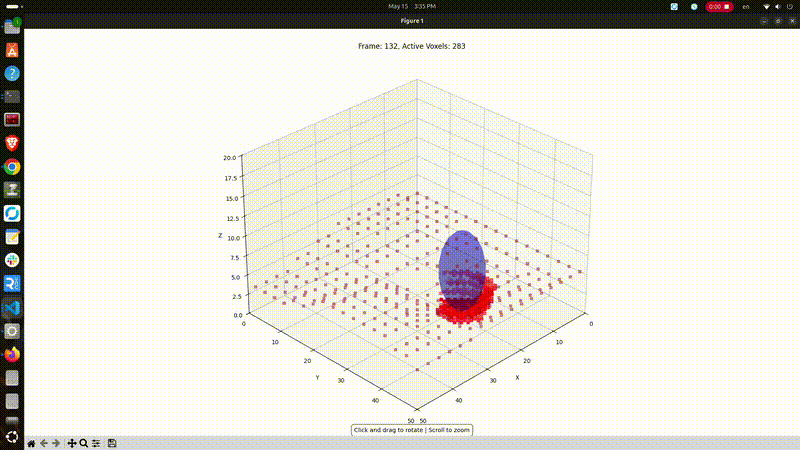 May 15 3:35 PM
0:00
en
Figure 1
Frame: 132, Active Voxels: 283
20.0
17.5
15.0
12.5
10.0
7.5
5.0
2.5
0.0
Z
0
10
20
30
40
50
Y
50
40
30
20
10
0
X
Click and drag to rotate | Scroll to zoom